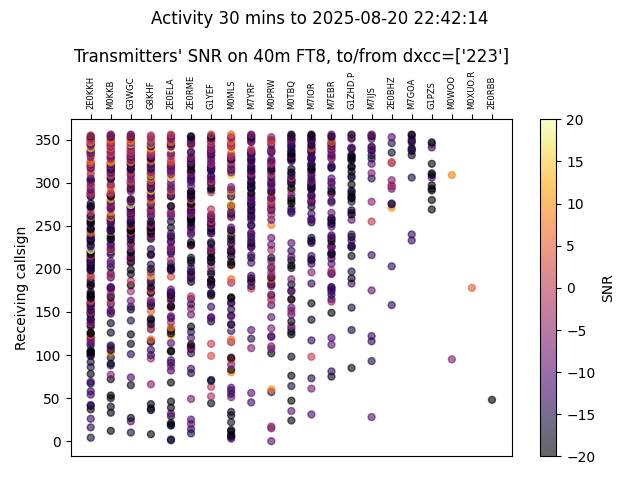 Activity 30 mins to 2025-08-20 22:42:14
Transmitters' SNR on 40m FT8, to/from dxcc=['223']
2E0KKH
M0KKB
G3WGC
G8KHF
2E0ELA
2E0RME
G1YEF
M0MLS
M7YRF
M0PRW
M0TBQ
M7IOR
M7EBR
G1ZHD.P
M7IJS
2E0BHZ
M7GOA
G1PZS
M0WOO
M0XUO.R
2E0RBB
350
300
250
200
150
100
50
0
Receiving callsign
20
15
10
5
0
−5
−10
−15
−20
SNR